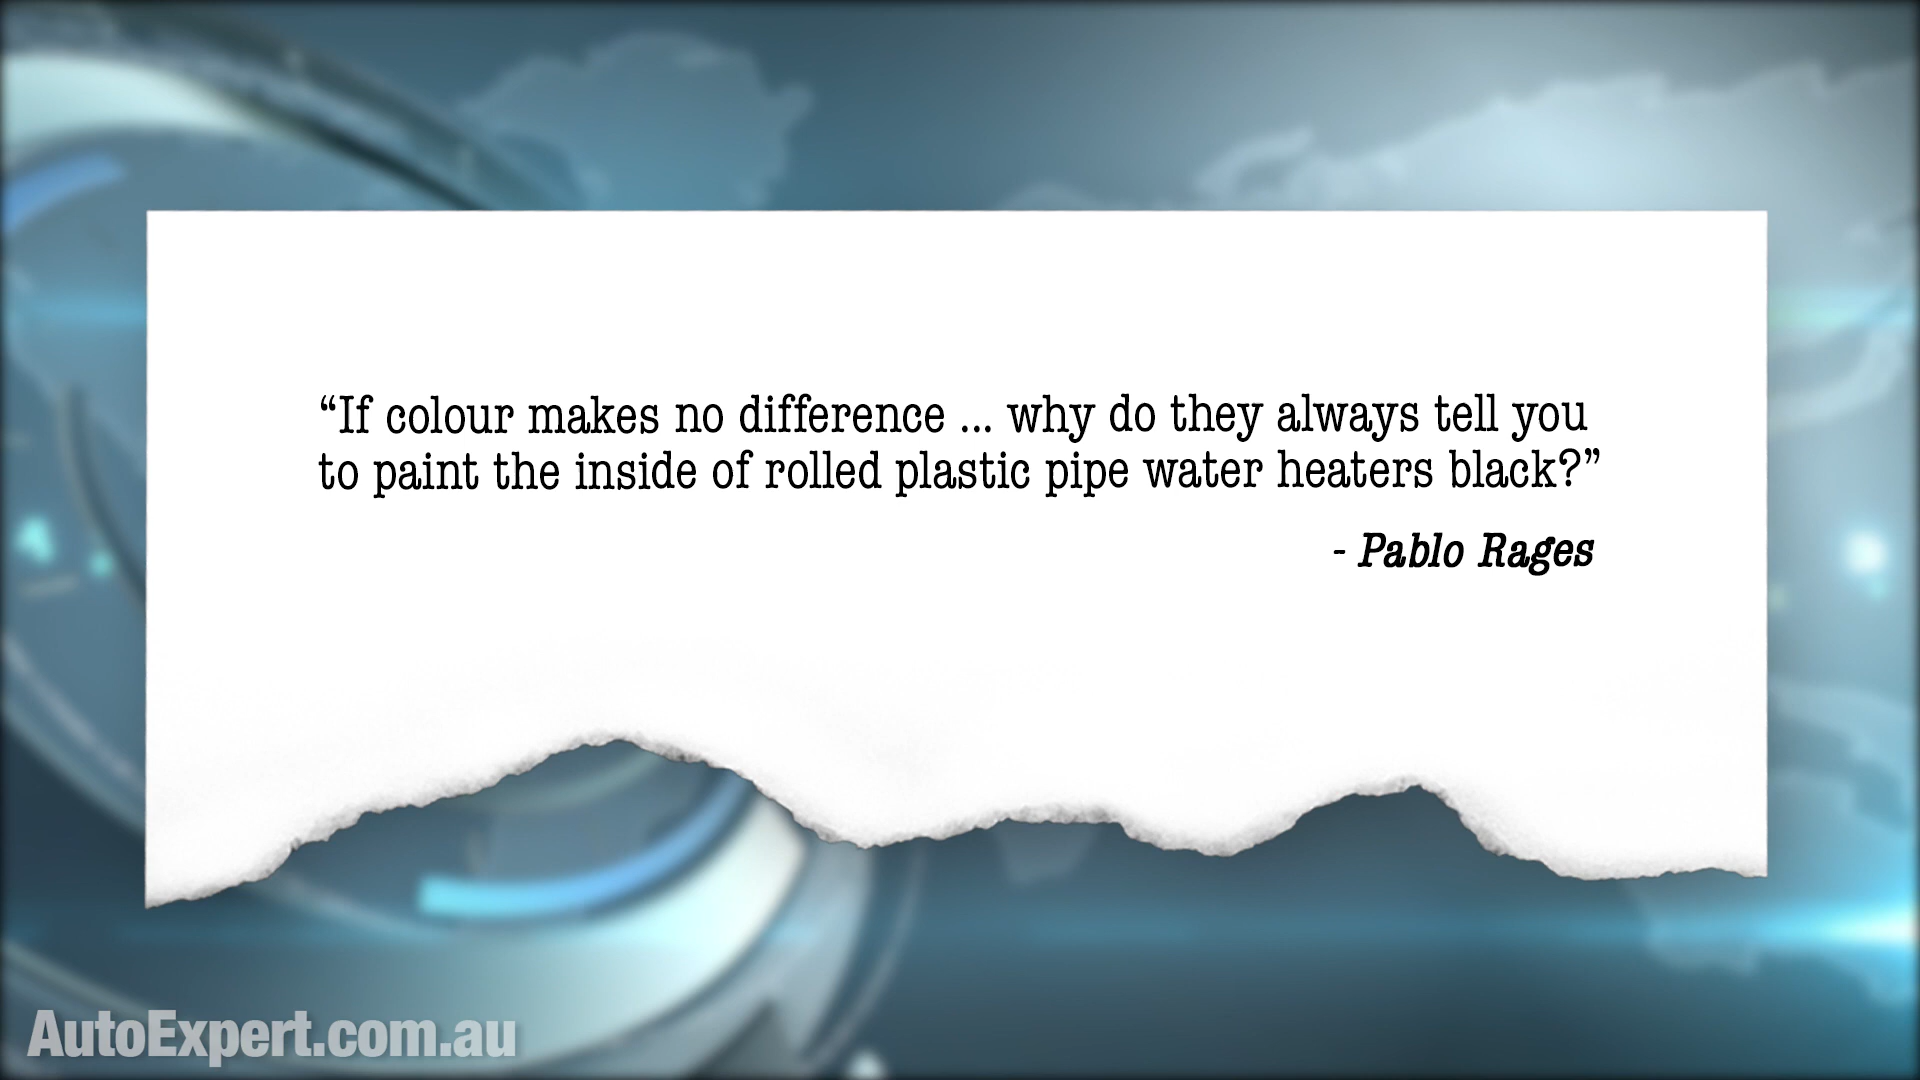 “If colour makes no difference ... why do they always tell you
to paint the inside of rolled plastic pipe water heaters black?”
- Pablo Rages
AutoExpert.com.au